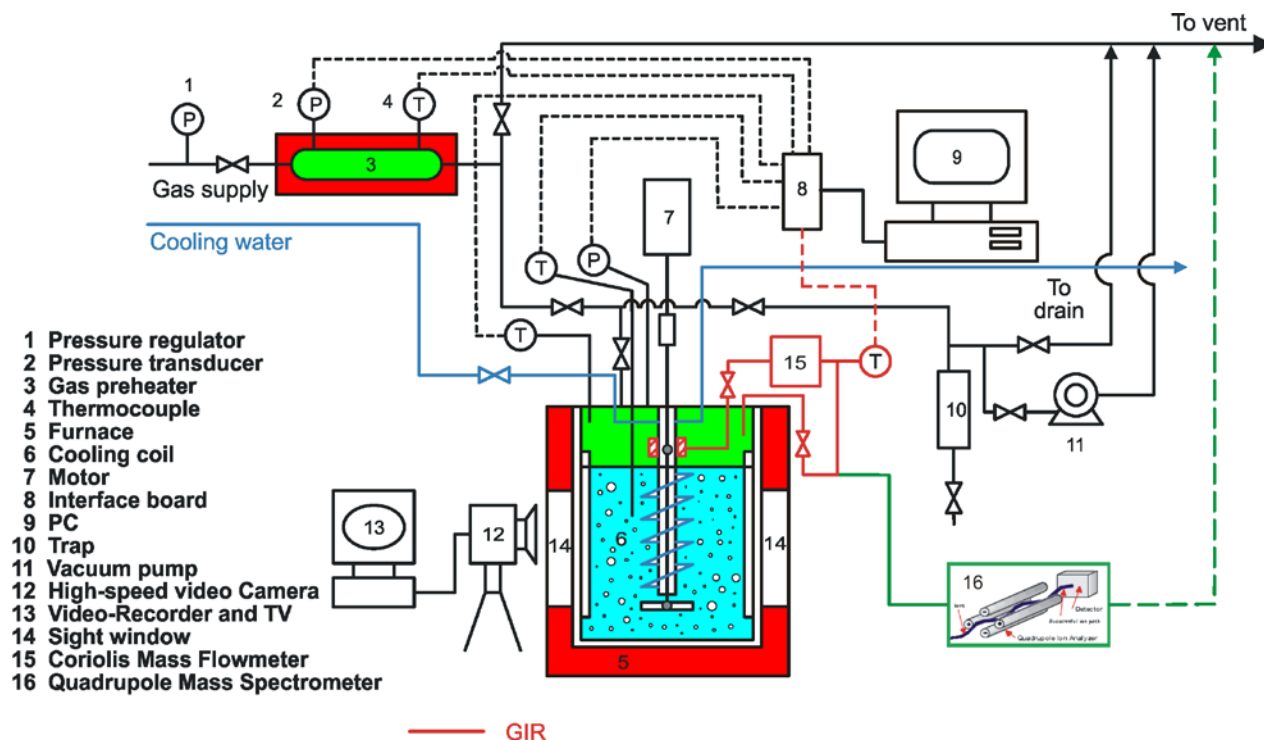 To vent
1
2
4
P
P
T
3
8
9
Gas supply
7
Cooling water
T
P
To
drain
T
15
T
10
11
1 Pressure regulator
2 Pressure transducer
3 Gas preheater
4 Thermocouple
5 Furnace
6 Cooling coil
7 Motor
8 Interface board
9 PC
10 Trap
11 Vacuum pump
12 High-speed video Camera
13 Video-Recorder and TV
14 Sight window
15 Coriolis Mass Flowmeter
16 Quadrupole Mass Spectrometer
13
12
14
6
14
5
16
Detector
Quadrupole Ion Analyzer
GIR